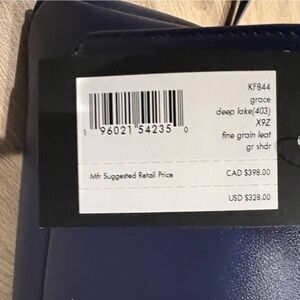 KF844
grace
deep lake(403)
X9Z
fine grain leat
gr shdr
1 96021 54235 0
Mfr Suggested Retail Price
CAD $398.00
USD $328.00